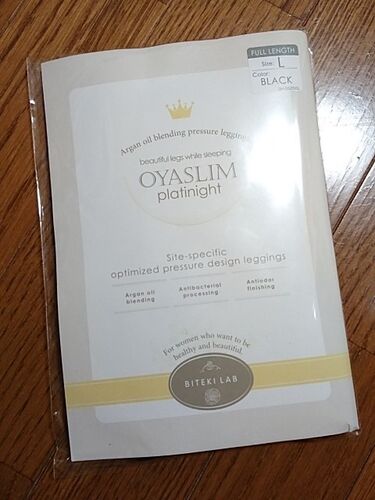 FULL LENGTH
Size: L
Color:
BLACK
Argan oil blending pressure leggings
beautiful legs while sleeping
OYASLIM
platinight
Site-specific
optimized pressure design leggings
Argan oil
blending
Antibacterial
processing
Antiodor
finishing
For women who want to be
healthy and beautiful.
BITEKI LAB